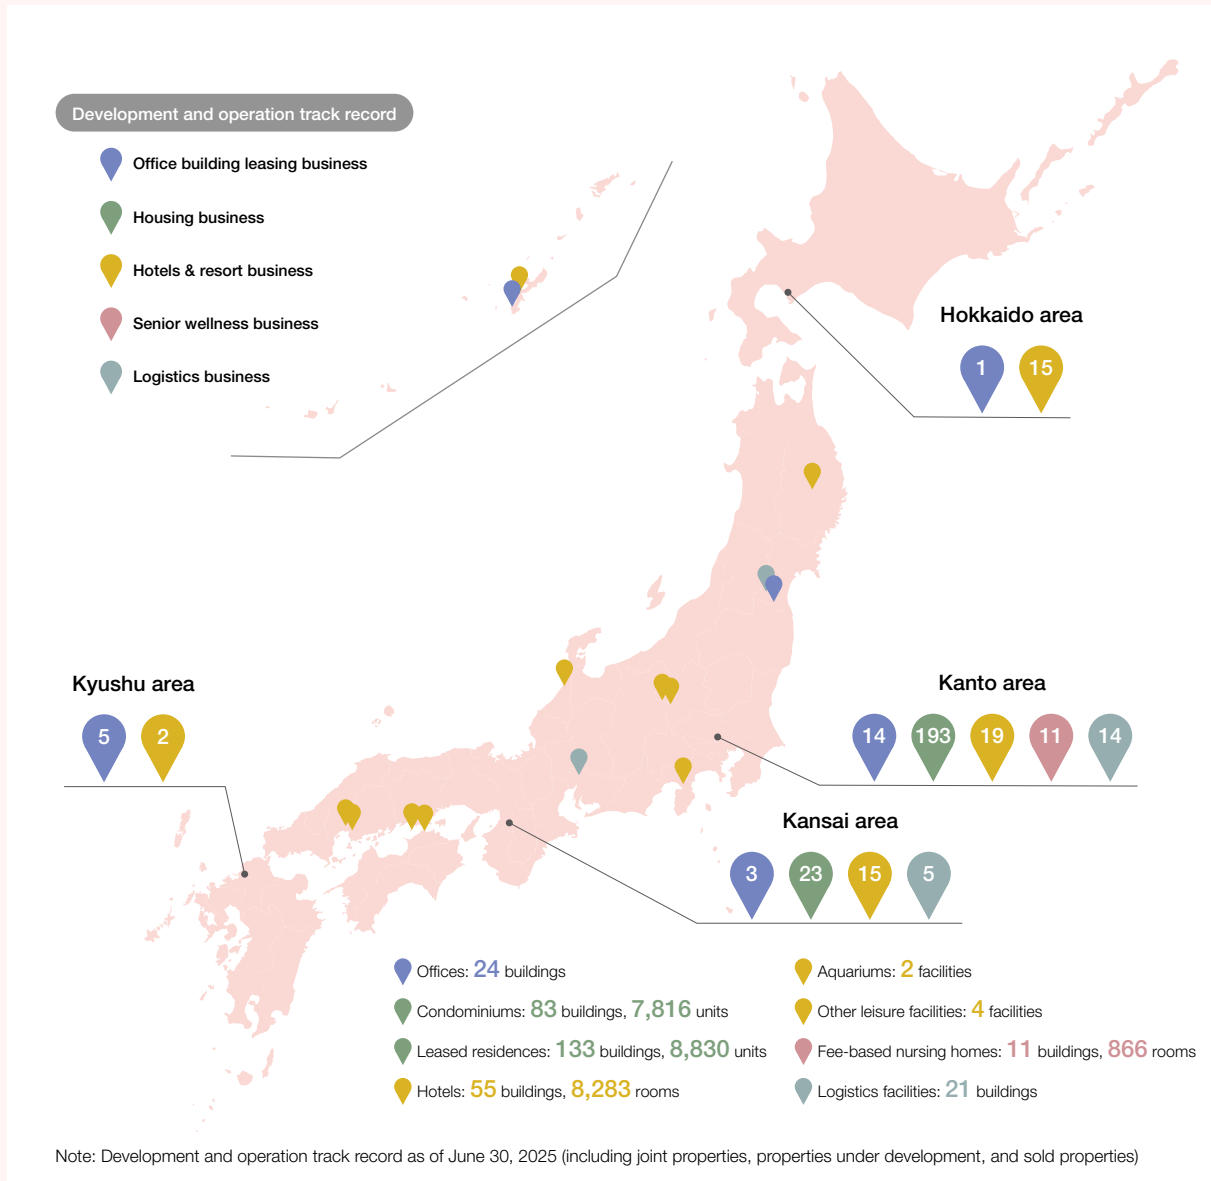 Development and operation track record
Office building leasing business
Housing business
Hotels & resort business
Senior wellness business
Logistics business
Hokkaido area
1 15
Kyushu area
5 2
Kanto area
14 193 19 11 14
Kansai area
3 23 15 5
Offices: 24 buildings
Condominiums: 83 buildings, 7,816 units
Leased residences: 133 buildings, 8,830 units
Hotels: 55 buildings, 8,283 rooms
Aquariums: 2 facilities
Other leisure facilities: 4 facilities
Fee-based nursing homes: 11 buildings, 866 rooms
Logistics facilities: 21 buildings
Note: Development and operation track record as of June 30, 2025 (including joint properties, properties under development, and sold properties)